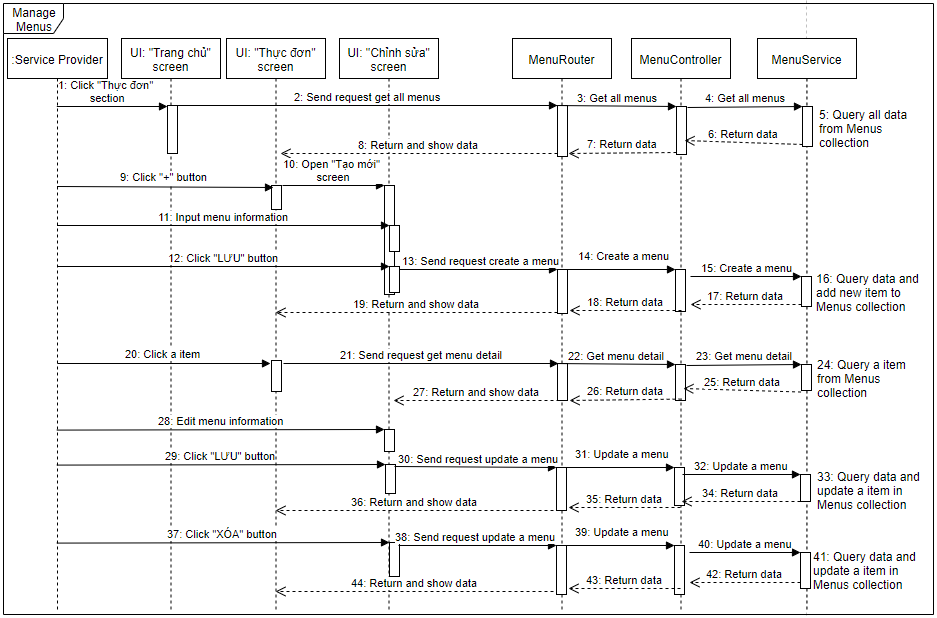 Manage
Menus
:Service Provider
UI: "Trang chủ"
screen
UI: "Thực đơn"
screen
UI: "Chỉnh sửa"
screen
MenuRouter
MenuController
MenuService
1: Click "Thực đơn"
section
2: Send request get all menus
3: Get all menus
4: Get all menus
5: Query all data
from Menus
collection
6: Return data
7: Return data
8: Return and show data
9: Click "+" button
10: Open "Tạo mới"
screen
11: Input menu information
12: Click "LƯU" button
13: Send request create a menu
14: Create a menu
15: Create a menu
16: Query data and
add new item to
Menus collection
17: Return data
18: Return data
19: Return and show data
20: Click a item
21: Send request get menu detail
22: Get menu detail
23: Get menu detail
24: Query a item
from Menus
collection
25: Return data
26: Return data
27: Return and show data
28: Edit menu information
29: Click "LƯU" button
30: Send request update a menu
31: Update a menu
32: Update a menu
33: Query data and
update a item in
Menus collection
34: Return data
35: Return data
36: Return and show data
37: Click "XÓA" button
38: Send request update a menu
39: Update a menu
40: Update a menu
41: Query data and
update a item in
Menus collection
42: Return data
43: Return data
44: Return and show data